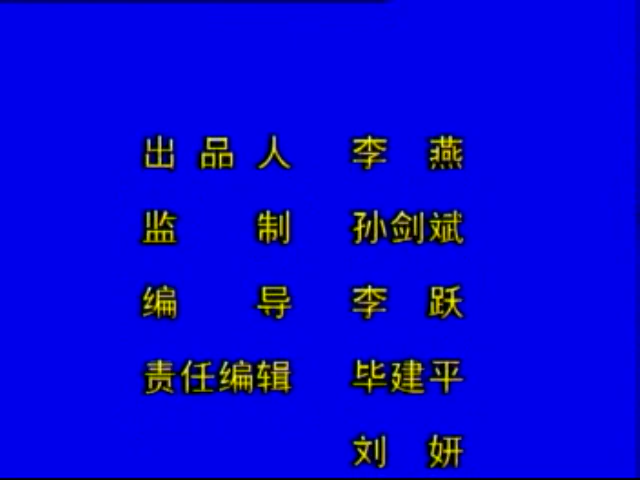 出品人 李燕
监制 孙剑斌
编导 李跃
责任编辑 毕建平
刘妍